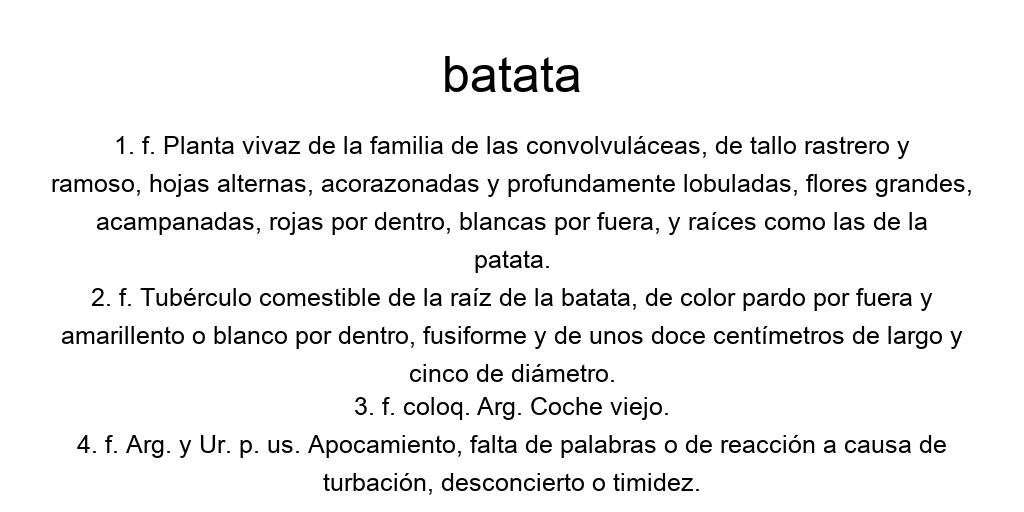 batata
1. f. Planta vivaz de la familia de las convolvuláceas, de tallo rastrero y
ramoso, hojas alternas, acorazonadas y profundamente lobuladas, flores grandes,
acampanadas, rojas por dentro, blancas por fuera, y raíces como las de la
patata.
2. f. Tubérculo comestible de la raíz de la batata, de color pardo por fuera y
amarillento o blanco por dentro, fusiforme y de unos doce centímetros de largo y
cinco de diámetro.
3. f. coloq. Arg. Coche viejo.
4. f. Arg. y Ur. p. us. Apocamiento, falta de palabras o de reacción a causa de
turbación, desconcierto o timidez.